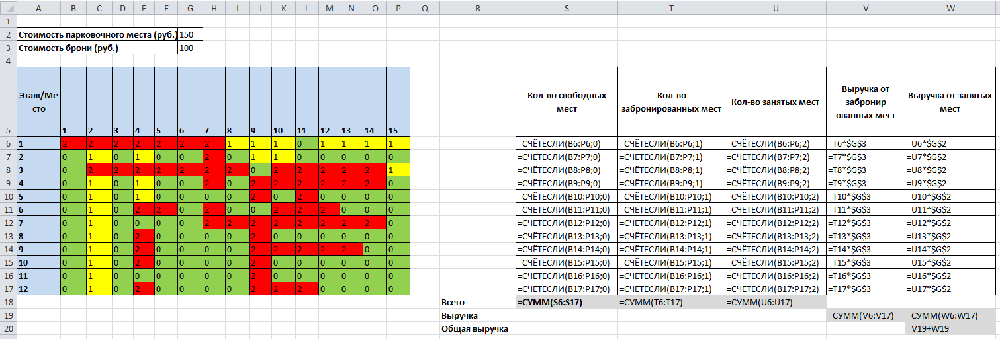 A B C D E F G H I J K L M N O P Q R S T U V W
1
2 Стоимость парковочного места (руб.) 150
3 Стоимость брони (руб.) 100
4
Этаж/Ме
сто
Кол-во свободных
мест
Кол-во
забронированных мест
Кол-во занятых мест
Выручка от
забронир
ованных мест
Выручка от занятых
мест
5 1 2 3 4 5 6 7 8 9 10 11 12 13 14 15
6 1 2 2 2 2 2 2 2 1 1 1 0 1 1 1 1 =СЧЁТЕСЛИ(B6:P6;0) =СЧЁТЕСЛИ(B6:P6;1) =СЧЁТЕСЛИ(B6:P6;2) =T6*$G$3 =U6*$G$2
7 2 0 1 0 1 0 0 2 0 1 1 0 0 0 0 0 =СЧЁТЕСЛИ(B7:P7;0) =СЧЁТЕСЛИ(B7:P7;1) =СЧЁТЕСЛИ(B7:P7;2) =T7*$G$3 =U7*$G$2
8 3 0 2 2 2 2 2 2 2 0 2 2 2 2 2 1 =СЧЁТЕСЛИ(B8:P8;0) =СЧЁТЕСЛИ(B8:P8;1) =СЧЁТЕСЛИ(B8:P8;2) =T8*$G$3 =U8*$G$2
9 4 0 1 0 1 0 0 2 0 2 2 2 2 2 2 0 =СЧЁТЕСЛИ(B9:P9;0) =СЧЁТЕСЛИ(B9:P9;1) =СЧЁТЕСЛИ(B9:P9;2) =T9*$G$3 =U9*$G$2
10 5 0 1 0 1 0 0 0 0 2 0 2 0 0 0 0 =СЧЁТЕСЛИ(B10:P10;0) =СЧЁТЕСЛИ(B10:P10;1) =СЧЁТЕСЛИ(B10:P10;2) =T10*$G$3 =U10*$G$2
11 6 0 1 0 2 2 0 2 0 0 2 2 2 0 0 0 =СЧЁТЕСЛИ(B11:P11;0) =СЧЁТЕСЛИ(B11:P11;1) =СЧЁТЕСЛИ(B11:P11;2) =T11*$G$3 =U11*$G$2
12 7 0 1 0 0 0 0 2 2 2 2 2 2 2 2 0 =СЧЁТЕСЛИ(B12:P12;0) =СЧЁТЕСЛИ(B12:P12;1) =СЧЁТЕСЛИ(B12:P12;2) =T12*$G$3 =U12*$G$2
13 8 0 1 0 2 0 0 0 0 2 0 0 0 0 0 0 =СЧЁТЕСЛИ(B13:P13;0) =СЧЁТЕСЛИ(B13:P13;1) =СЧЁТЕСЛИ(B13:P13;2) =T13*$G$3 =U13*$G$2
14 9 0 1 0 2 0 0 0 0 2 2 2 2 2 0 0 =СЧЁТЕСЛИ(B14:P14;0) =СЧЁТЕСЛИ(B14:P14;1) =СЧЁТЕСЛИ(B14:P14;2) =T14*$G$3 =U14*$G$2
15 10 0 1 0 2 0 0 0 0 2 0 0 0 0 0 0 =СЧЁТЕСЛИ(B15:P15;0) =СЧЁТЕСЛИ(B15:P15;1) =СЧЁТЕСЛИ(B15:P15;2) =T15*$G$3 =U15*$G$2
16 11 0 1 0 0 0 0 0 0 2 0 0 0 0 0 0 =СЧЁТЕСЛИ(B16:P16;0) =СЧЁТЕСЛИ(B16:P16;1) =СЧЁТЕСЛИ(B16:P16;2) =T16*$G$3 =U16*$G$2
17 12 0 1 0 2 0 0 0 0 2 2 2 0 0 0 0 =СЧЁТЕСЛИ(B17:P17;0) =СЧЁТЕСЛИ(B17:P17;1) =СЧЁТЕСЛИ(B17:P17;2) =T17*$G$3 =U17*$G$2
18 Всего =СУММ(S6:S17) =СУММ(T6:T17) =СУММ(U6:U17)
19 Выручка =СУММ(V6:V17) =СУММ(W6:W17)
20 Общая выручка =V19+W19